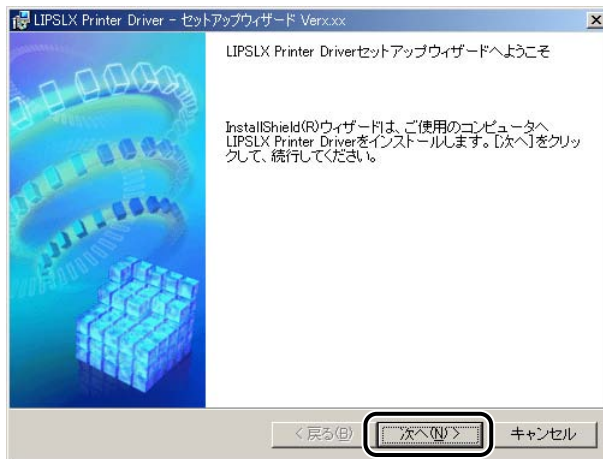 LIPSLX Printer Driver - セットアップウィザード Verx.xx
LIPSLX Printer Driverセットアップウィザードへようこそ
InstallShield(R)ウィザードは、ご使用のコンピュータへ
LIPSLX Printer Driverをインストールします。[次へ]をクリッ
クして、続行してください。
< 戻る(B)
次へ(N) >
キャンセル